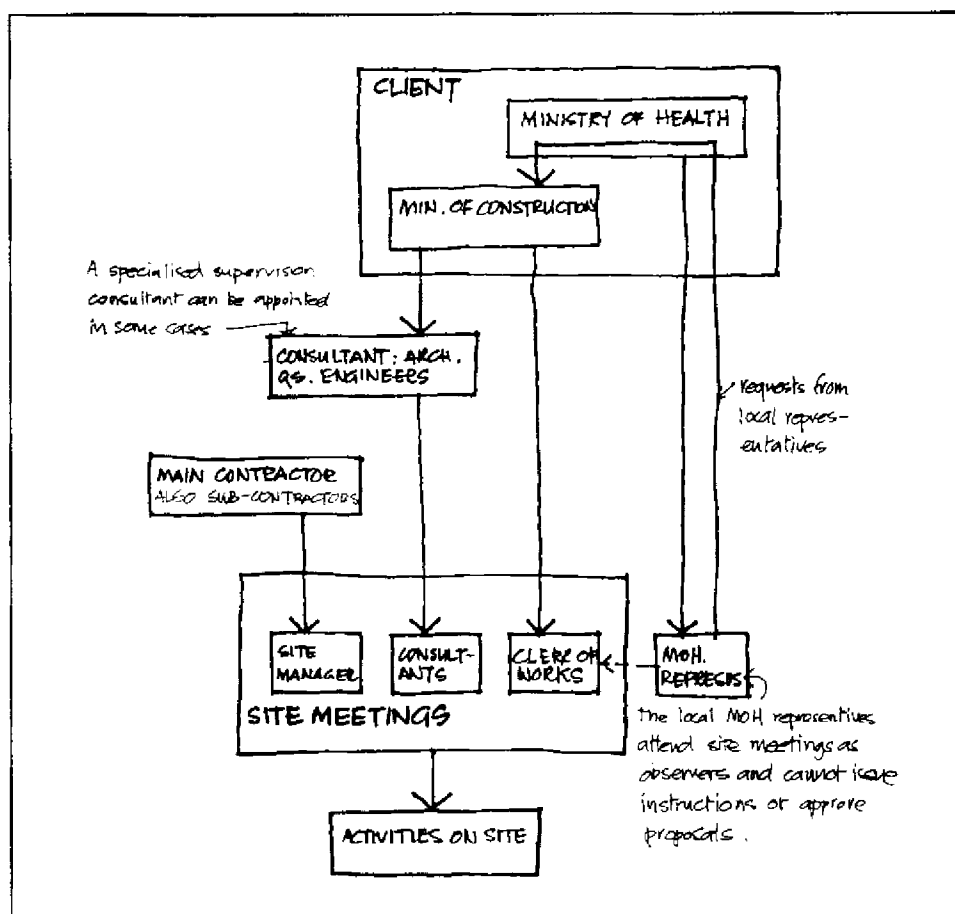 CLIENT
MINISTRY OF HEALTH
MIN. OF CONSTRUCTION
A specialised supervision
consultant can be appointed
in some cases
CONSULTANT: ARCH.
QS. ENGINEERS
requests from
local repres-
entatives
MAIN CONTRACTOR
ALSO SUB-CONTRACTORS
SITE
MANAGER
CONSULT-
ANTS
CLERC OF
WORKS
MOH.
REPRESES
SITE MEETINGS
The local MOH representives
attend site meetings as
observers and cannot issue
instructions or approve
proposals.
ACTIVITIES ON SITE